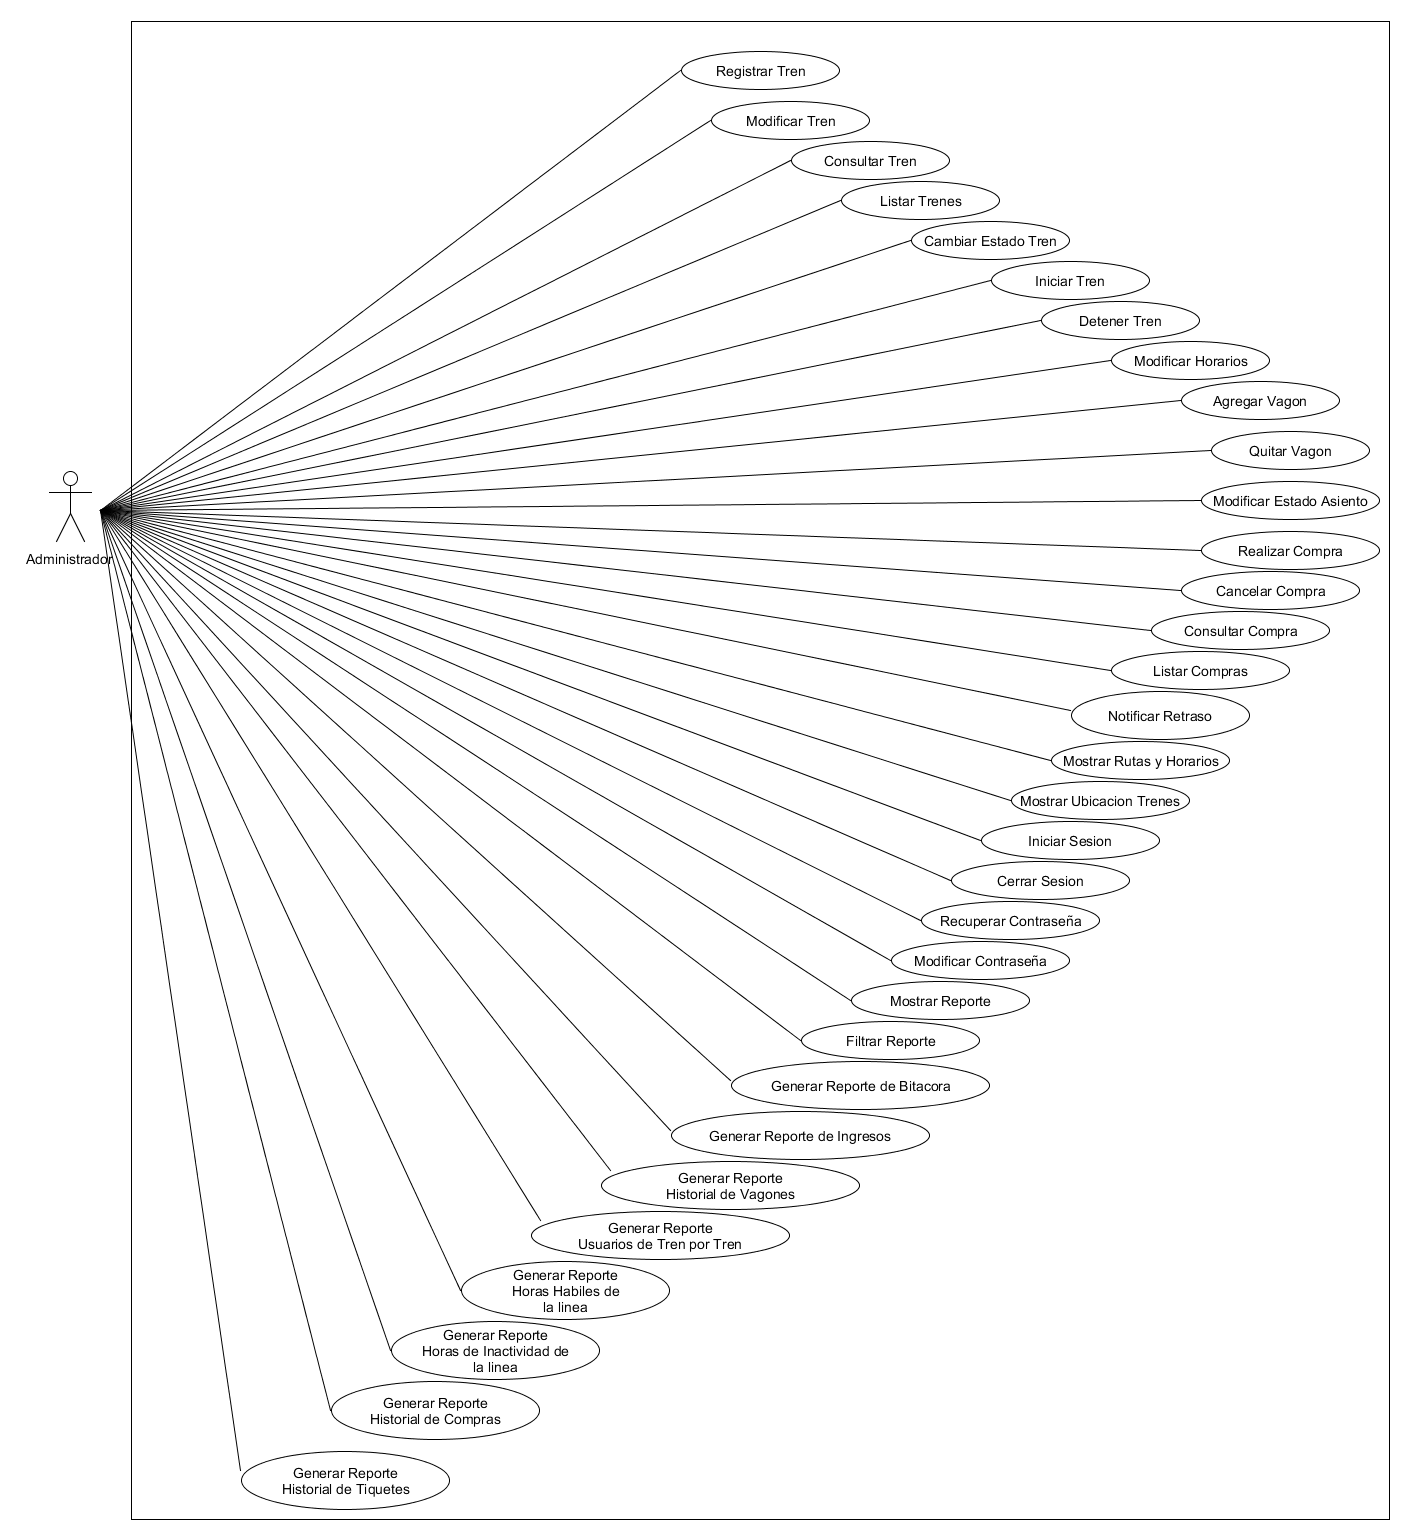 Registrar Tren
Modificar Tren
Consultar Tren
Listar Trenes
Cambiar Estado Tren
Iniciar Tren
Detener Tren
Modificar Horarios
Agregar Vagon
Quitar Vagon
Modificar Estado Asiento
Administrador
Realizar Compra
Cancelar Compra
Consultar Compra
Listar Compras
Notificar Retraso
Mostrar Rutas y Horarios
Mostrar Ubicacion Trenes
Iniciar Sesion
Cerrar Sesion
Recuperar Contraseña
Modificar Contraseña
Mostrar Reporte
Filtrar Reporte
Generar Reporte de Bitacora
Generar Reporte de Ingresos
Generar Reporte
Historial de Vagones
Generar Reporte
Usuarios de Tren por Tren
Generar Reporte
Horas Habiles de
la linea
Generar Reporte
Horas de Inactividad de
la linea
Generar Reporte
Historial de Compras
Generar Reporte
Historial de Tiquetes